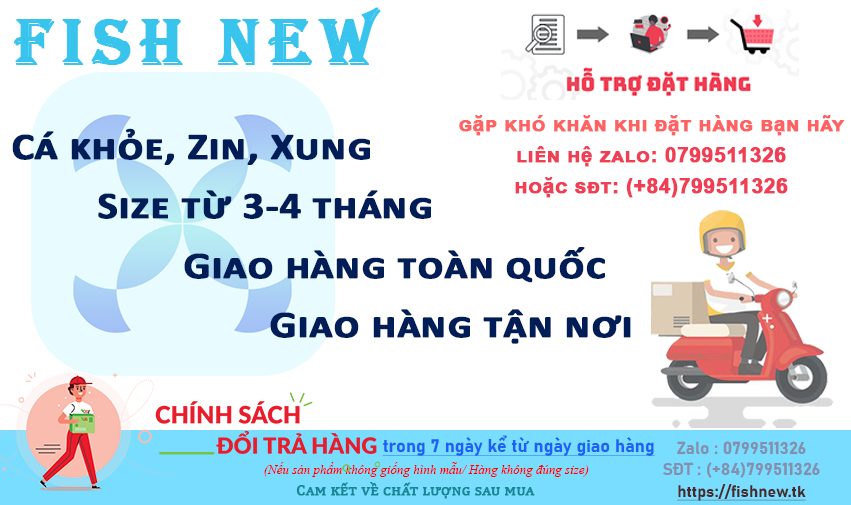 FISH NEW
HỖ TRỢ ĐẶT HÀNG
GẶP KHÓ KHĂN KHI ĐẶT HÀNG BẠN HÃY
LIÊN HỆ ZALO: 0799511326
HOẶC SĐT: (+84)799511326
CÁ KHỎE, ZIN, XUNG
SIZE TỪ 3-4 THÁNG
GIAO HÀNG TOÀN QUỐC
GIAO HÀNG TẬN NƠI
CHÍNH SÁCH
ĐỔI TRẢ HÀNG trong 7 ngày kể từ ngày giao hàng
(Nếu sản phẩm không giống hình mẫu/ Hàng không đúng size)
CAM KẾT VỀ CHẤT LƯỢNG SAU MUA
Zalo : 0799511326
SĐT : (+84)799511326
https://fishnew.tk